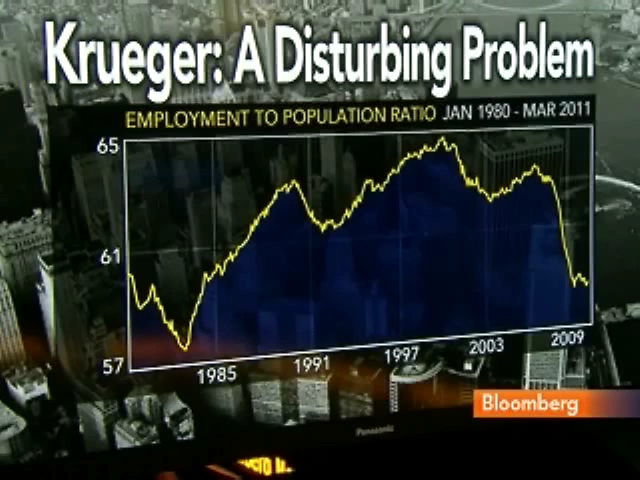 Krueger: A Disturbing Problem
EMPLOYMENT TO POPULATION RATIO JAN 1980 - MAR 2011
65
61
57
1985 1991 1997 2003 2009
Bloomberg
Panasonic